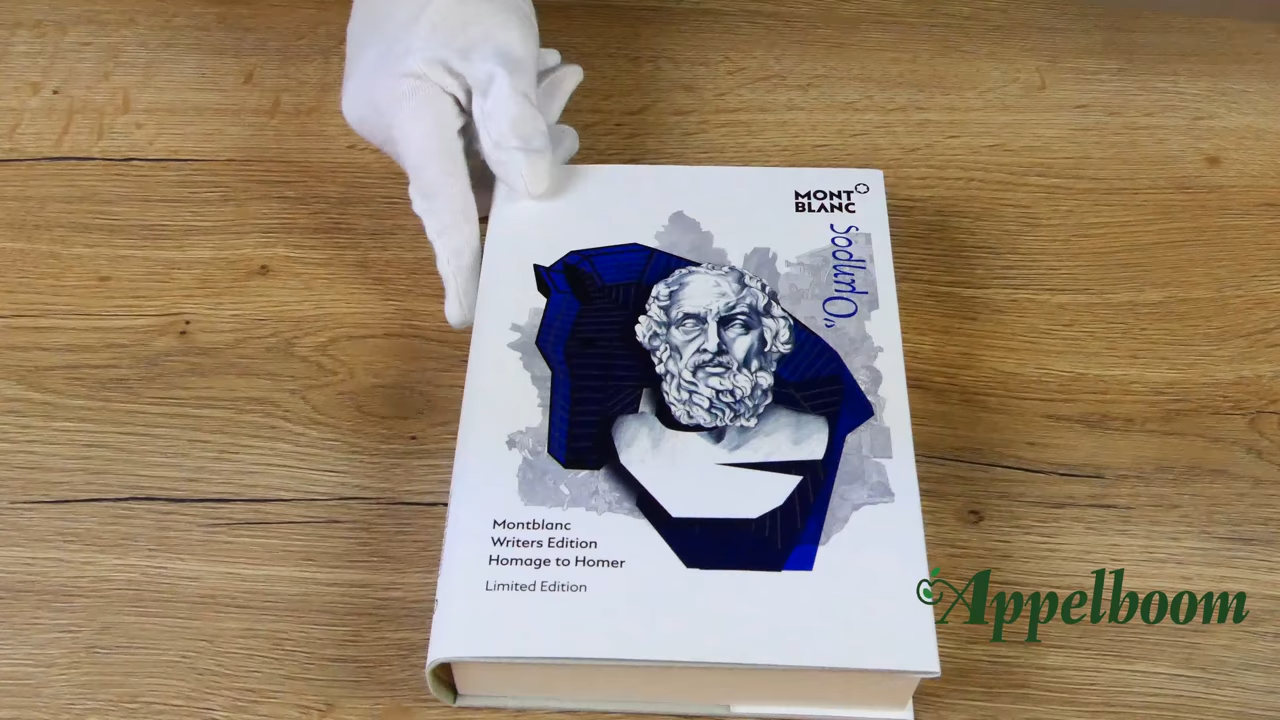 MONT
BLANC
Ὅμηρος
Montblanc
Writers Edition
Homage to Homer
Limited Edition
Appelboom